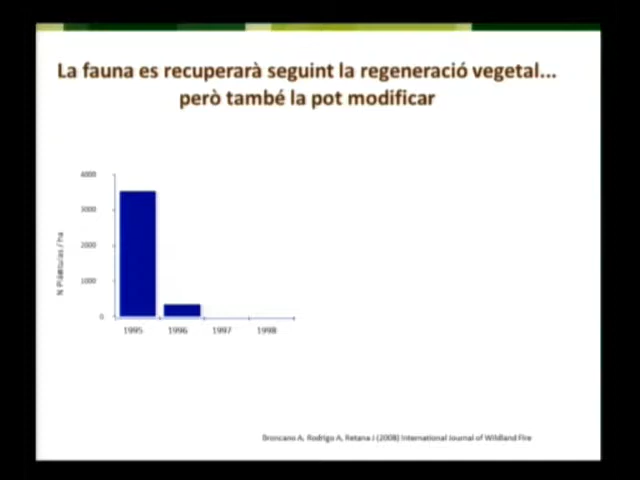 La fauna es recuperarà seguint la regeneració vegetal...
però també la pot modificar
4000
3000
2000
1000
0
N Plàntulas / ha
1995 1996 1997 1998
Broncano A, Rodrigo A, Retana J (2008) International Journal of Wildland Fire